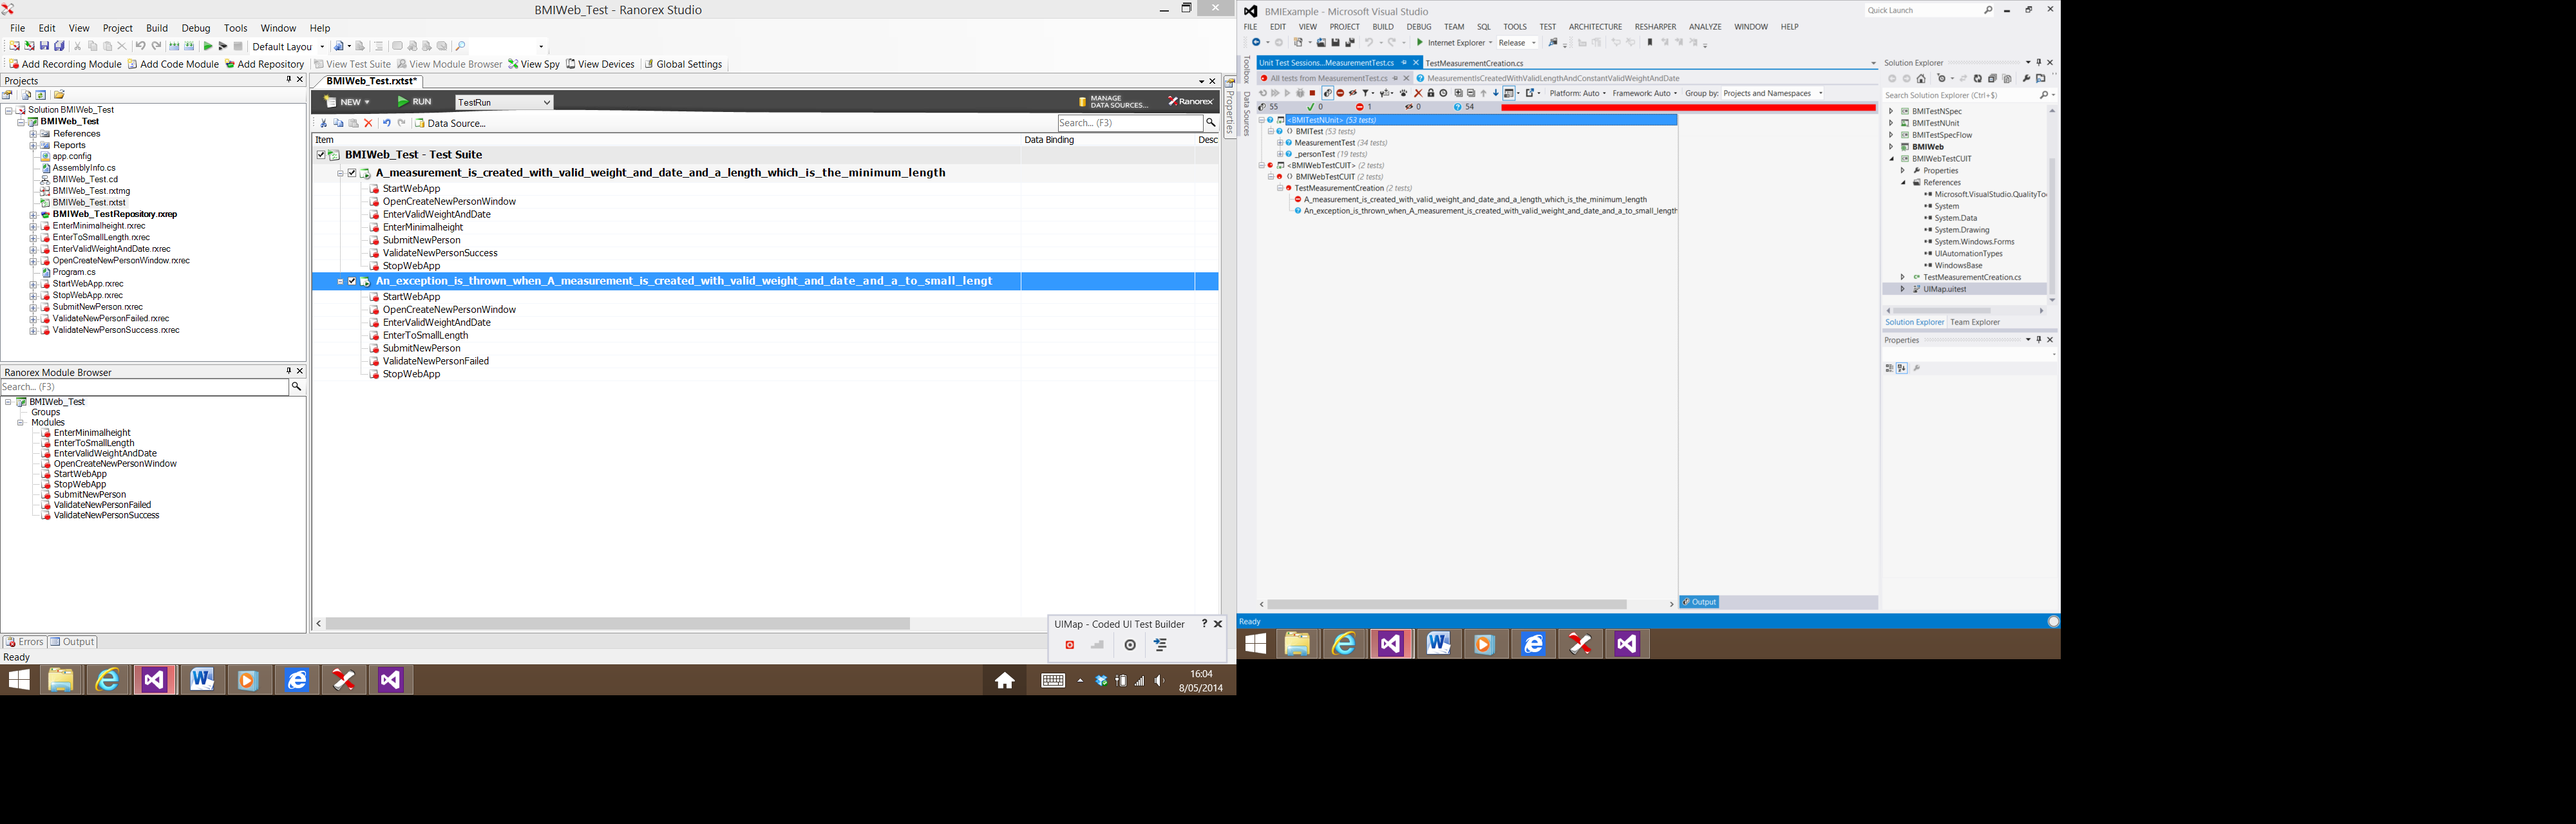 BMIWeb_Test - Ranorex Studio
File Edit View Project Build Debug Tools Window Help
Default Layou
Add Recording Module Add Code Module Add Repository View Test Suite View Module Browser View Spy View Devices Global Settings
Projects
Solution BMIWeb_Test
BMIWeb_Test
References
Reports
app.config
AssemblyInfo.cs
BMIWeb_Test.cd
BMIWeb_Test.rxtmg
BMIWeb_Test.rxtst
BMIWeb_TestRepository.rxrep
EnterMinimalheight.rxrec
EnterToSmallLength.rxrec
EnterValidWeightAndDate.rxrec
OpenCreateNewPersonWindow.rxrec
Program.cs
StartWebApp.rxrec
StopWebApp.rxrec
SubmitNewPerson.rxrec
ValidateNewPersonFailed.rxrec
ValidateNewPersonSuccess.rxrec
Ranorex Module Browser
Search... (F3)
BMIWeb_Test
Groups
Modules
EnterMinimalheight
EnterToSmallLength
EnterValidWeightAndDate
OpenCreateNewPersonWindow
StartWebApp
StopWebApp
SubmitNewPerson
ValidateNewPersonFailed
ValidateNewPersonSuccess
Errors Output
Ready
BMIWeb_Test.rxtst*
NEW RUN TestRun MANAGE DATA SOURCES... Ranorex
Data Source... Search... (F3)
Item Data Binding Desc
BMIWeb_Test - Test Suite
A_measurement_is_created_with_valid_weight_and_date_and_a_length_which_is_the_minimum_length
StartWebApp
OpenCreateNewPersonWindow
EnterValidWeightAndDate
EnterMinimalheight
SubmitNewPerson
ValidateNewPersonSuccess
StopWebApp
An_exception_is_thrown_when_A_measurement_is_created_with_valid_weight_and_date_and_a_to_small_lengt
StartWebApp
OpenCreateNewPersonWindow
EnterValidWeightAndDate
EnterToSmallLength
SubmitNewPerson
ValidateNewPersonFailed
StopWebApp
Properties
UIMap - Coded UI Test Builder
16:04
8/05/2014
BMIExample - Microsoft Visual Studio
Quick Launch
FILE EDIT VIEW PROJECT BUILD DEBUG TEAM SQL TOOLS TEST ARCHITECTURE RESHARPER ANALYZE WINDOW HELP
Internet Explorer Release
Toolbox
Data Sources
Unit Test Sessions...MeasurementTest.cs TestMeasurementCreation.cs
All tests from MeasurementTest.cs MeasurementIsCreatedWithValidLengthAndConstantValidWeightAndDate
Platform: Auto Framework: Auto Group by: Projects and Namespaces
55 0 1 0 54
<BMITestNUnit> (53 tests)
BMITest (53 tests)
MeasurementTest (34 tests)
_personTest (19 tests)
<BMIWebTestCUIT> (2 tests)
BMIWebTestCUIT (2 tests)
TestMeasurementCreation (2 tests)
A_measurement_is_created_with_valid_weight_and_date_and_a_length_which_is_the_minimum_length
An_exception_is_thrown_when_A_measurement_is_created_with_valid_weight_and_date_and_a_to_small_length
Output
Solution Explorer
Search Solution Explorer (Ctrl+$)
BMITestNSpec
BMITestNUnit
BMITestSpecFlow
BMIWeb
BMIWebTestCUIT
Properties
References
Microsoft.VisualStudio.QualityToo
System
System.Data
System.Drawing
System.Windows.Forms
UIAutomationTypes
WindowsBase
TestMeasurementCreation.cs
UIMap.uitest
Solution Explorer Team Explorer
Properties
Ready